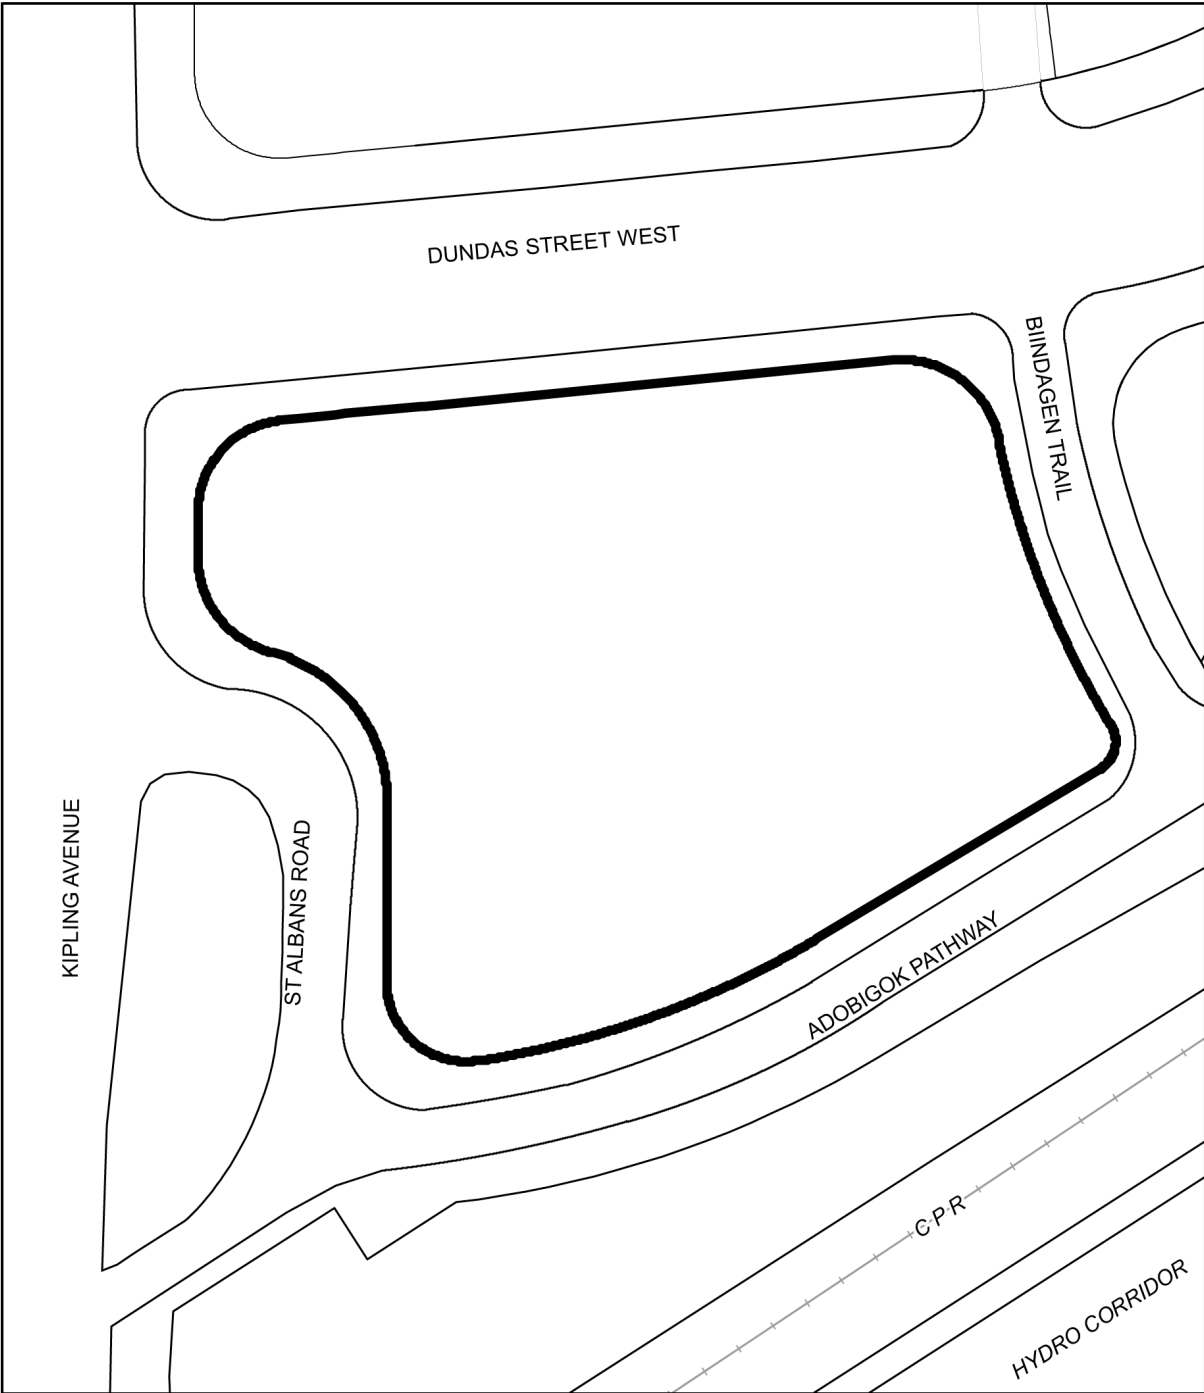 DUNDAS STREET WEST
BIINDAGEN TRAIL
KIPLING AVENUE
ST ALBANS ROAD
ADOBIGOK PATHWAY
C-P-R
HYDRO CORRIDOR